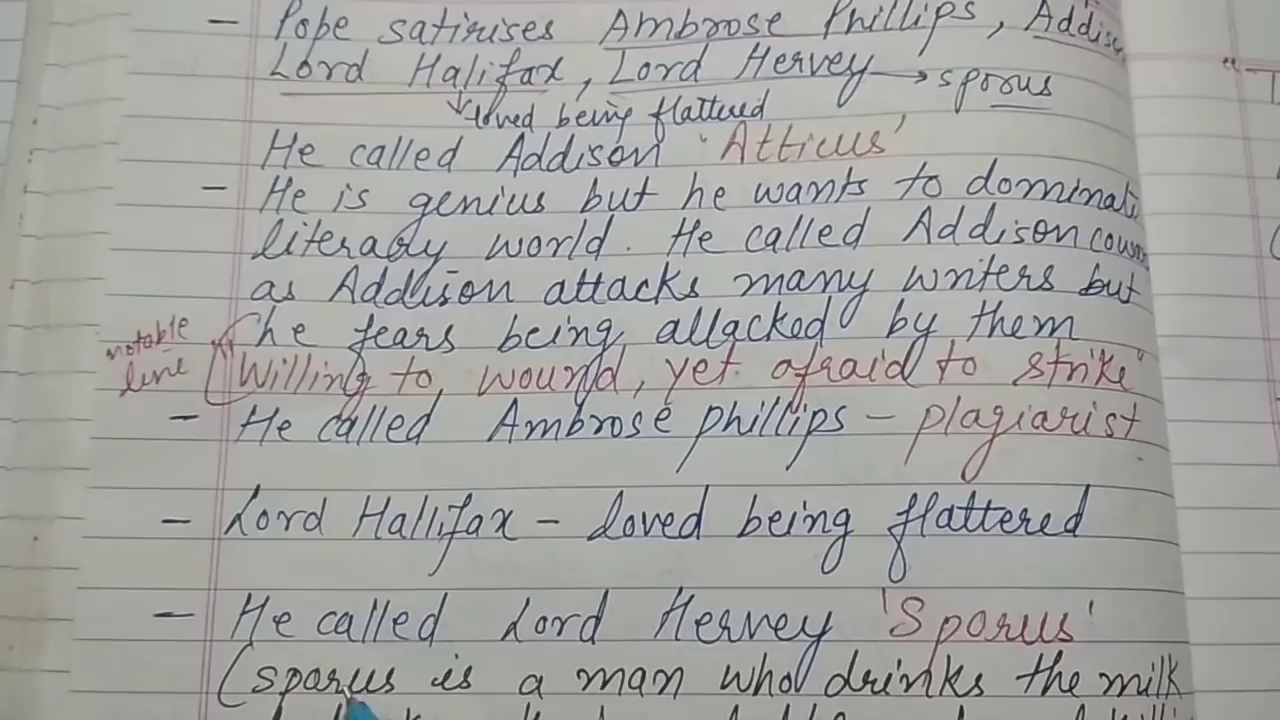 - Pope satirises Ambrose Phillips, Addiso
Lord Halifax, Lord Hervey → sporus
loved being flattered
He called Addison 'Atticus'
- He is genius but he wants to dominate
literary world. He called Addison cow
as Addison attacks many writers but
he fears being attacked by them
notable
line
"Willing to, wound, yet afraid to strike"
- He called Ambrose phillips - plagiarist
- Lord Hallifax - loved being flattered
- He called Lord Hervey 'Sporus'
(sporus is a man who drinks the milk